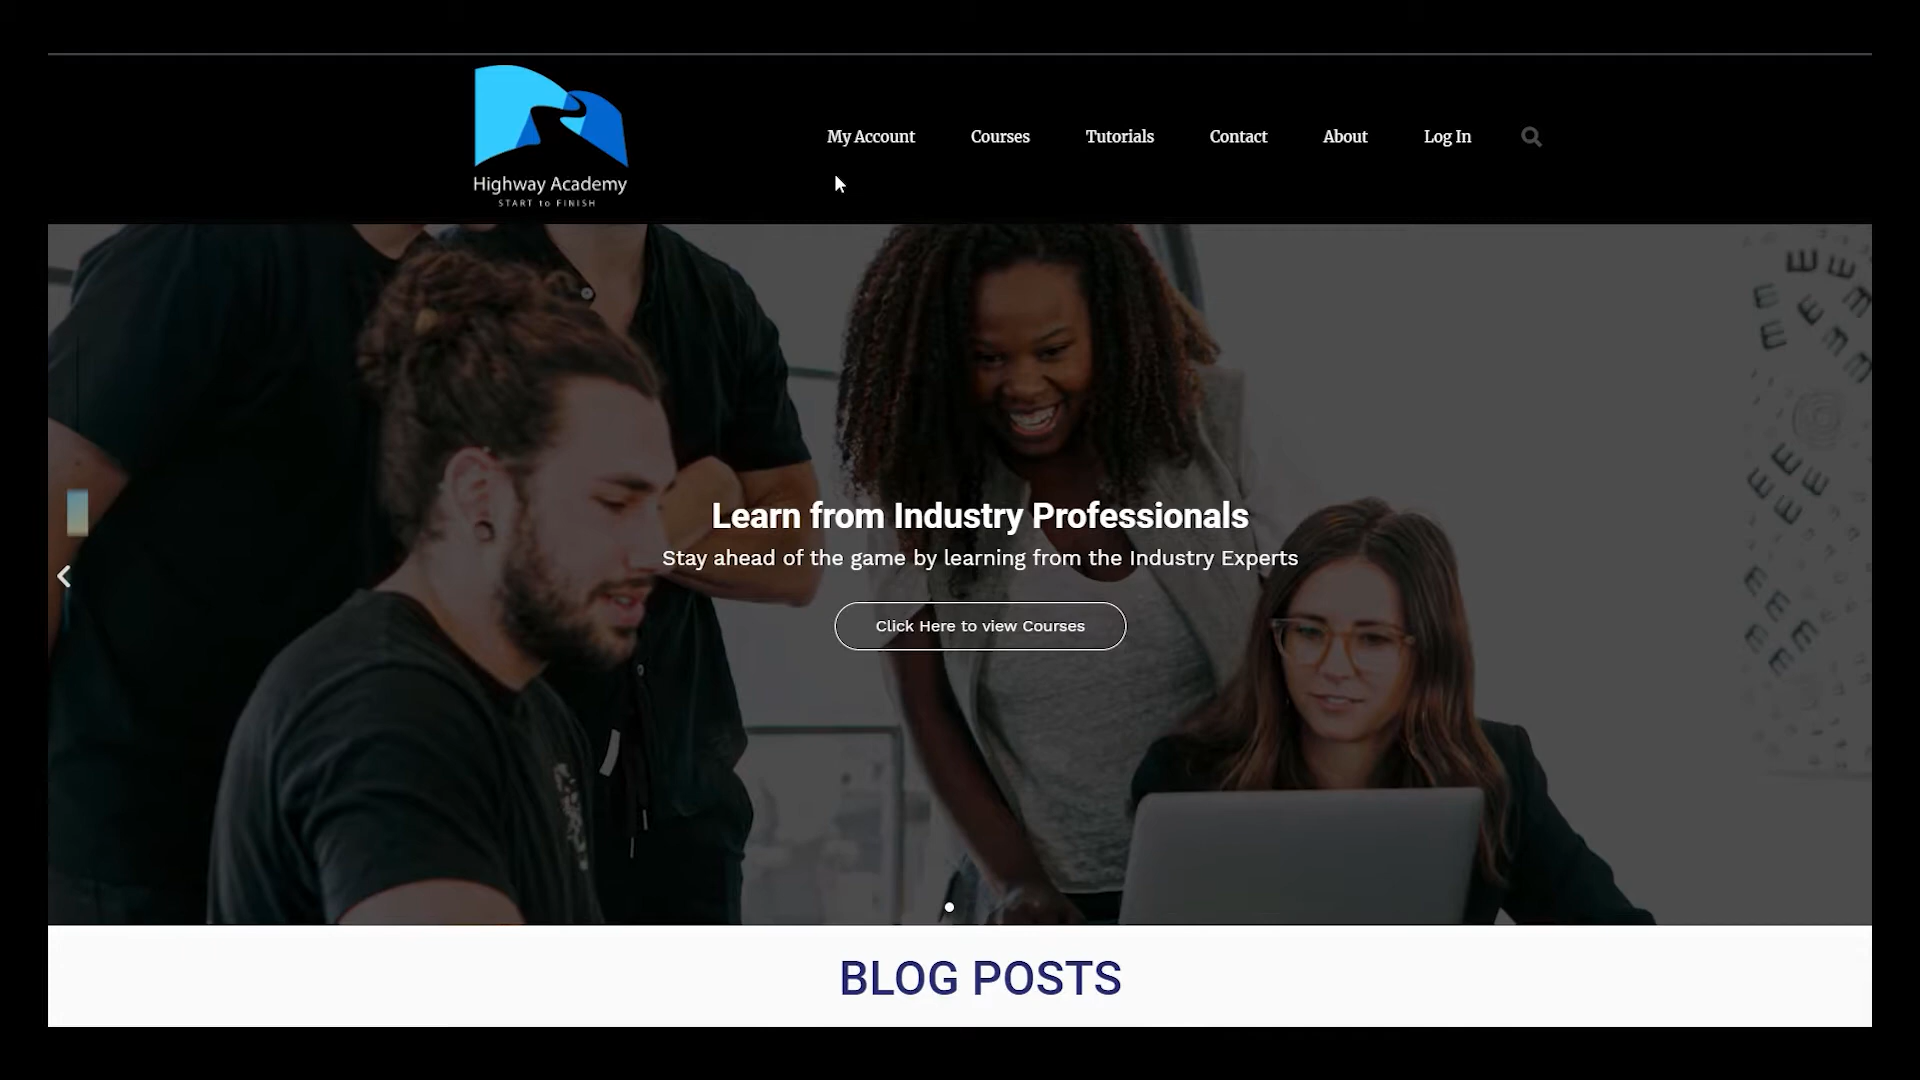 Highway Academy
START to FINISH
My Account
Courses
Tutorials
Contact
About
Log In
Learn from Industry Professionals
Stay ahead of the game by learning from the Industry Experts
Click Here to view Courses
BLOG POSTS